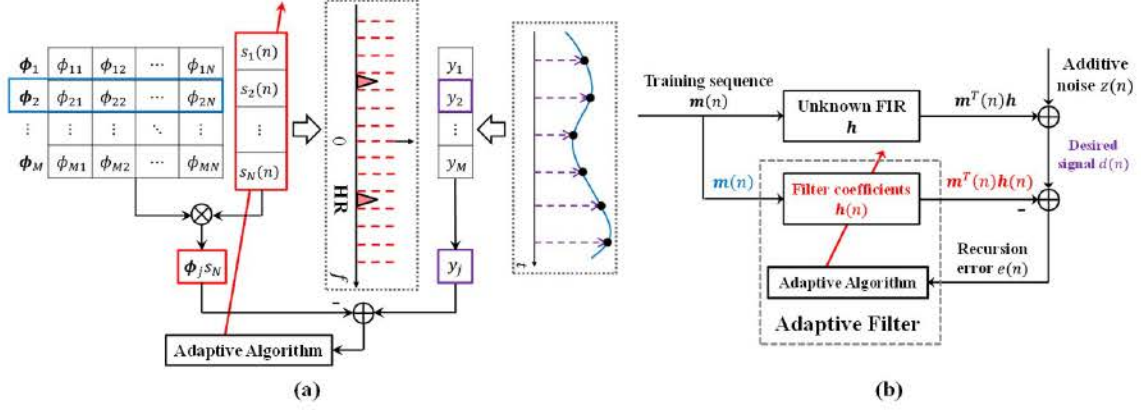 ϕ₁ ϕ₁₁ ϕ₁₂ ⋯ ϕ₁N
ϕ₂ ϕ₂₁ ϕ₂₂ ⋯ ϕ₂N
⋮ ⋮ ⋮ ⋱ ⋮
ϕM ϕM₁ ϕM₂ ⋯ ϕMN
s₁(n)
s₂(n)
⋮
sN(n)
0
HR
f
y₁
y₂
⋮
yM
t
ϕⱼsN
yⱼ
-
Adaptive Algorithm
(a)
Training sequence
m(n)
Unknown FIR
h
mᵀ(n)h
Additive
noise z(n)
Desired
signal d(n)
m(n)
Filter coefficients
h(n)
mᵀ(n)h(n)
-
Recursion
error e(n)
Adaptive Algorithm
Adaptive Filter
(b)